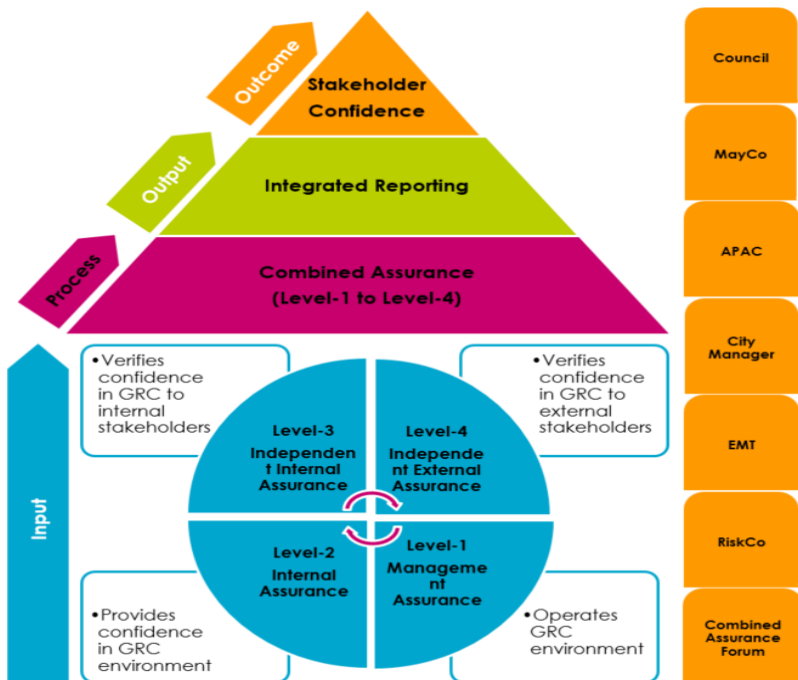 Outcome
Stakeholder
Confidence
Output
Integrated Reporting
Process
Combined Assurance
(Level-1 to Level-4)
Input
•Verifies
confidence
in GRC to
internal
stakeholders
•Verifies
confidence
in GRC to
external
stakeholders
Level-3
Independen
t Internal
Assurance
Level-4
Independe
nt External
Assurance
Level-2
Internal
Assurance
Level-1
Manageme
nt
Assurance
•Provides
confidence
in GRC
environment
•Operates
GRC
environment
Council
MayCo
APAC
City
Manager
EMT
RiskCo
Combined
Assurance
Forum